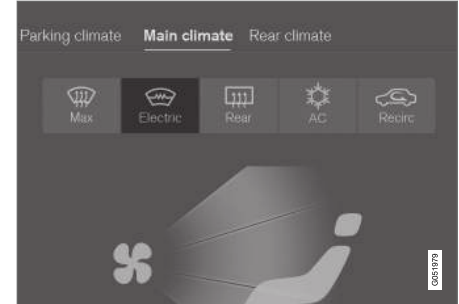 Parking climate Main climate Rear climate
Max Electric Rear AC Recirc
G051979